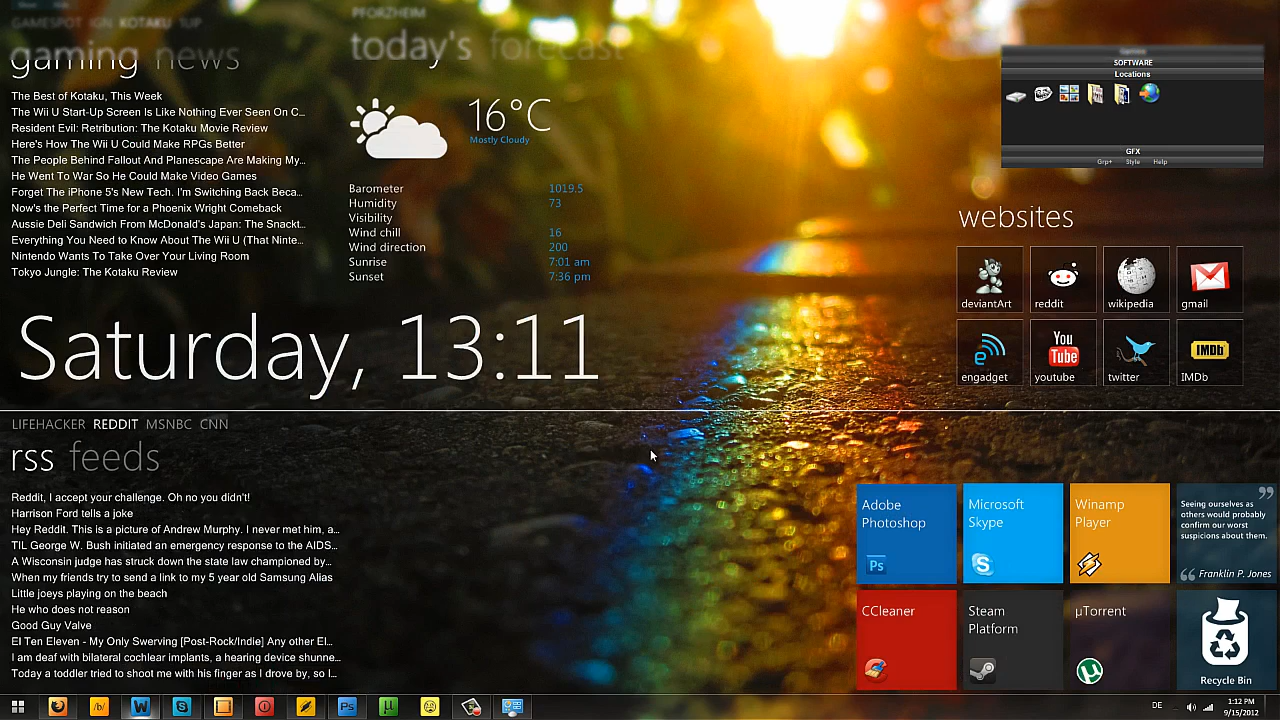 GAMESPOT IGN KOTAKU 1UP
gaming news
The Best of Kotaku, This Week
The Wii U Start-Up Screen Is Like Nothing Ever Seen On C...
Resident Evil: Retribution: The Kotaku Movie Review
Here's How The Wii U Could Make RPGs Better
The People Behind Fallout And Planescape Are Making My...
He Went To War So He Could Make Video Games
Forget The iPhone 5's New Tech. I'm Switching Back Beca...
Now's the Perfect Time for a Phoenix Wright Comeback
Aussie Deli Sandwich From McDonald's Japan: The Snackt...
Everything You Need to Know About The Wii U (That Ninte...
Nintendo Wants To Take Over Your Living Room
Tokyo Jungle: The Kotaku Review
PFORZHEIM
today's forecast
16°C
Mostly Cloudy
Barometer 1019.5
Humidity 73
Visibility
Wind chill 16
Wind direction 200
Sunrise 7:01 am
Sunset 7:36 pm
SOFTWARE
Locations
GFX
Grp+ Style Help
websites
deviantArt reddit wikipedia gmail
You
Tube
IMDb
engadget youtube twitter IMDb
Saturday, 13:11
LIFEHACKER REDDIT MSNBC CNN
rss feeds
Reddit, I accept your challenge. Oh no you didn't!
Harrison Ford tells a joke
Hey Reddit. This is a picture of Andrew Murphy. I never met him, a...
TIL George W. Bush initiated an emergency response to the AIDS...
A Wisconsin judge has struck down the state law championed by...
When my friends try to send a link to my 5 year old Samsung Alias
Little joeys playing on the beach
He who does not reason
Good Guy Valve
El Ten Eleven - My Only Swerving [Post-Rock/Indie] Any other El...
I am deaf with bilateral cochlear implants, a hearing device shunne...
Today a toddler tried to shoot me with his finger as I drove by, so I...
Adobe
Photoshop
Ps
Microsoft
Skype
S
Winamp
Player
Seeing ourselves as
others would probably
confirm our worst
suspicions about them.
Franklin P. Jones
CCleaner
Steam
Platform
µTorrent
Recycle Bin
/b/ W S Ps µ
DE
1:12 PM
9/15/2012